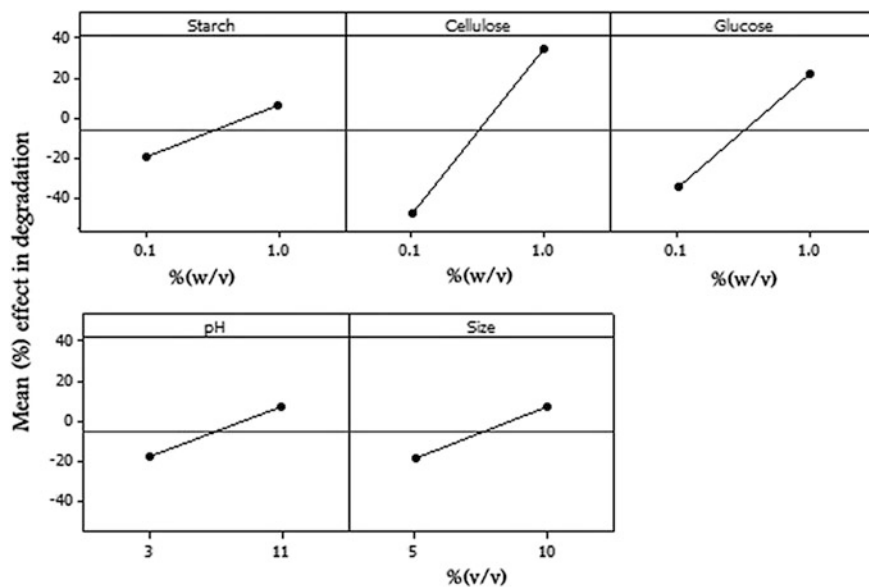 Mean (%) effect in degradation
Starch Cellulose Glucose
40
20
0
-20
-40
0.1 1.0 0.1 1.0 0.1 1.0
%(w/v) %(w/v) %(w/v)
pH Size
40
20
0
-20
-40
3 11 5 10
%(v/v)